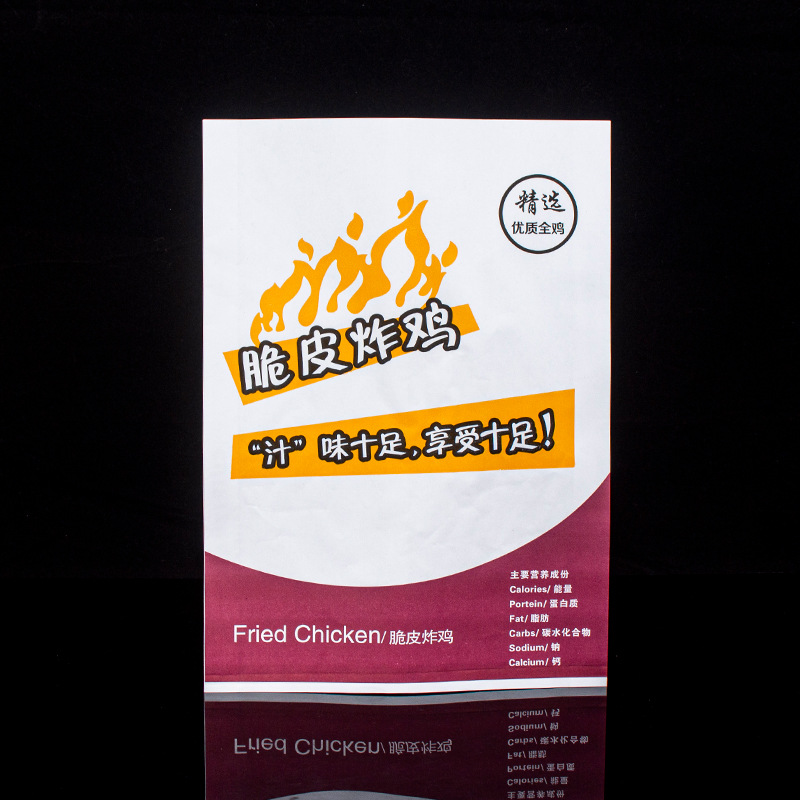 精选
优质全鸡
脆皮炸鸡
“汁”味十足,享受十足!
主要营养成份
Calories/能量
Portein/蛋白质
Fat/脂肪
Carbs/碳水化合物
Sodium/钠
Calcium/钙
Fried Chicken/脆皮炸鸡